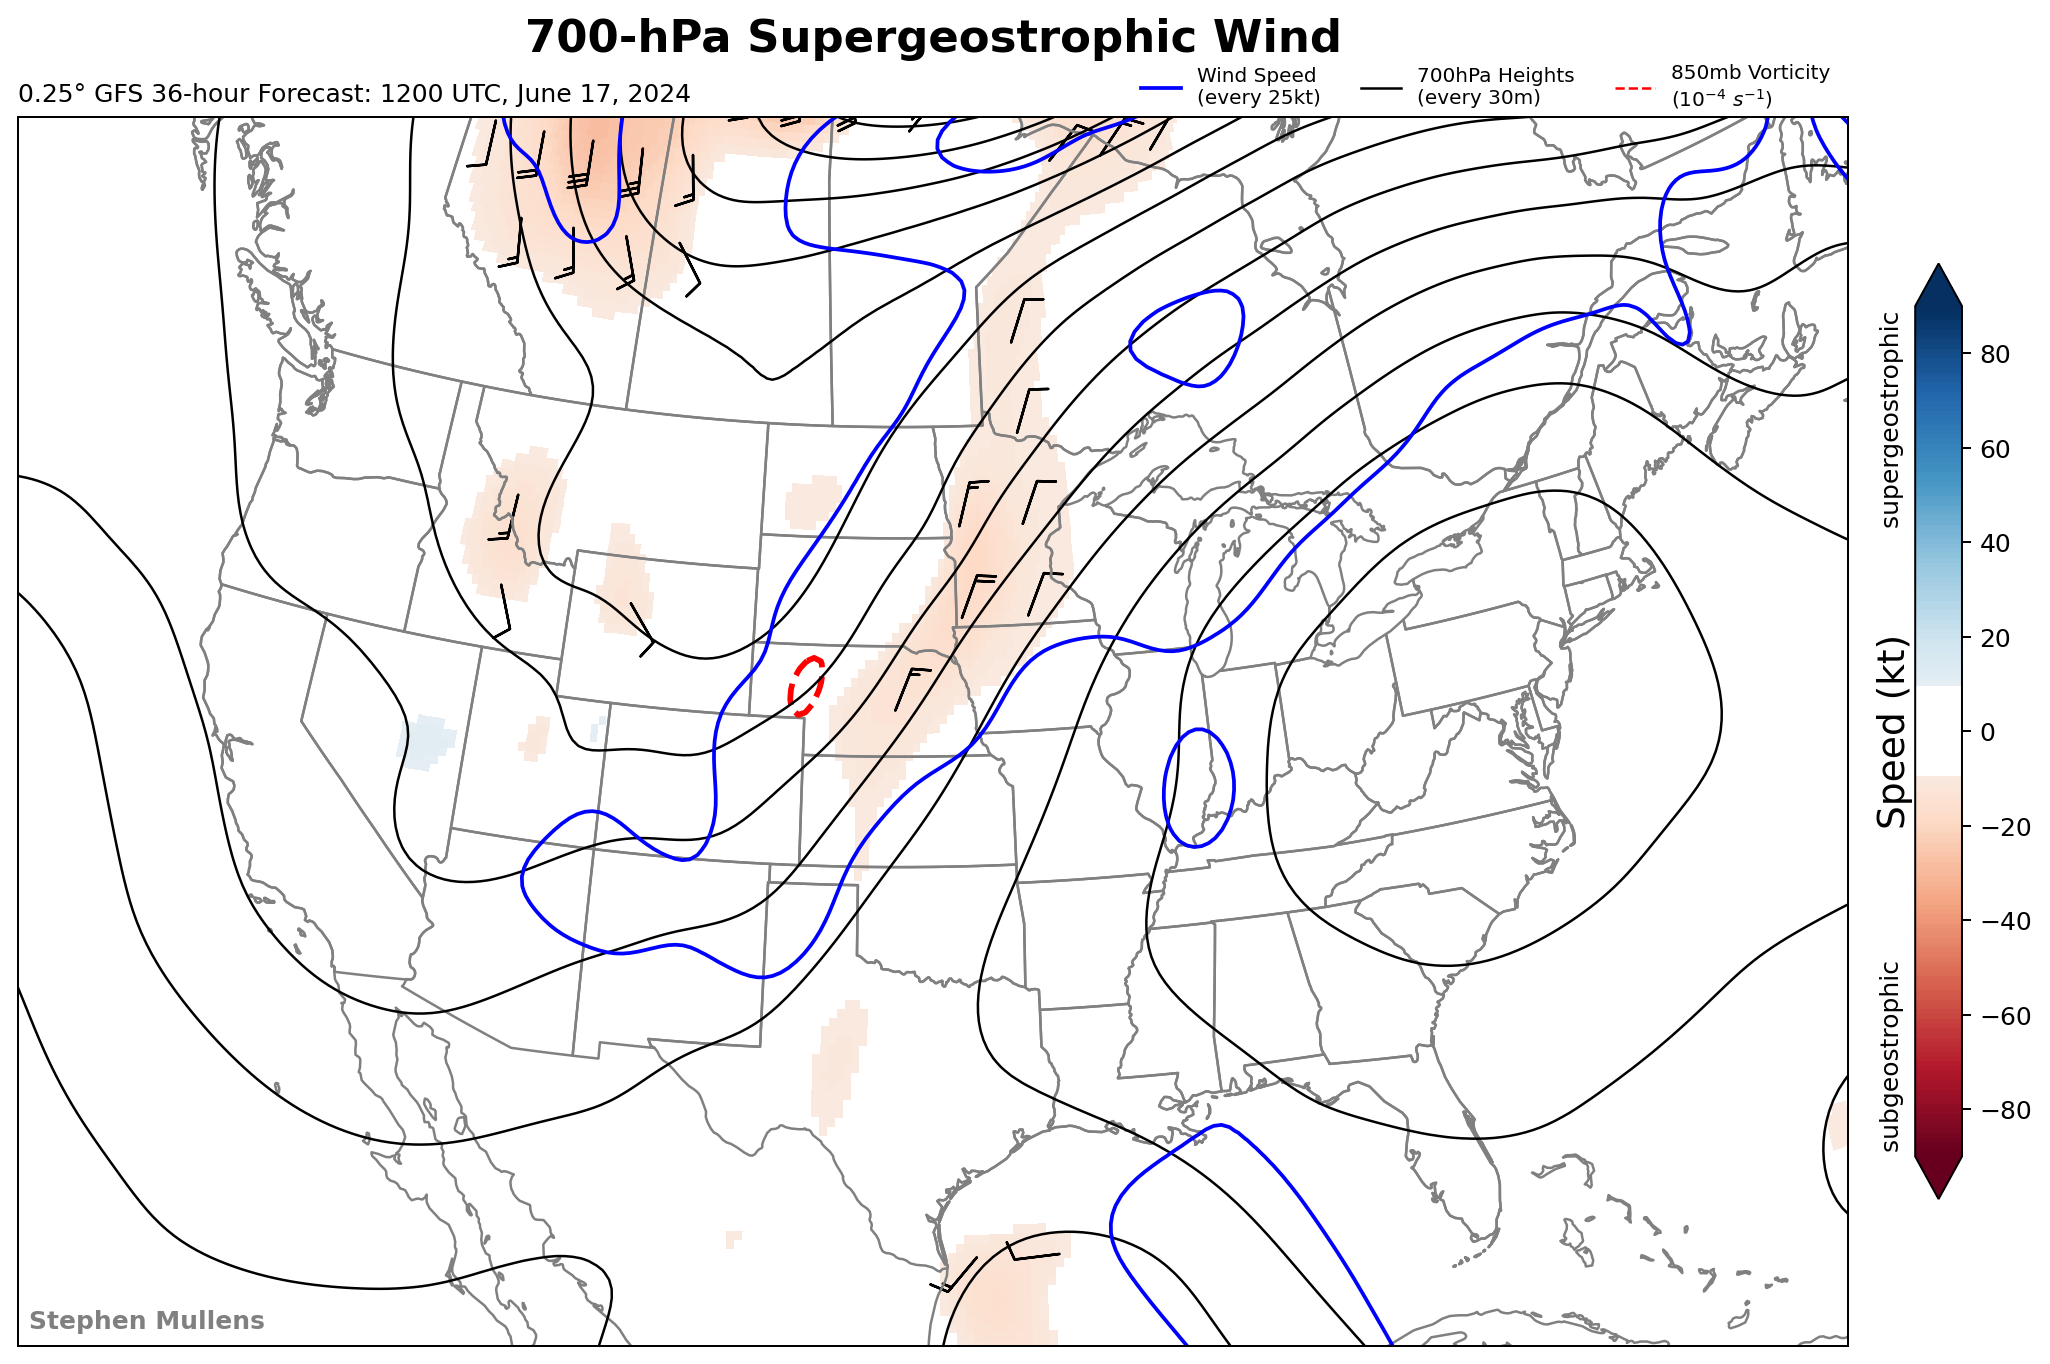 700-hPa Supergeostrophic Wind
0.25° GFS 36-hour Forecast: 1200 UTC, June 17, 2024
Wind Speed
(every 25kt)
700hPa Heights
(every 30m)
850mb Vorticity
(10⁻⁴ s⁻¹)
supergeostrophic
Speed (kt)
subgeostrophic
80
60
40
20
0
−20
−40
−60
−80
Stephen Mullens